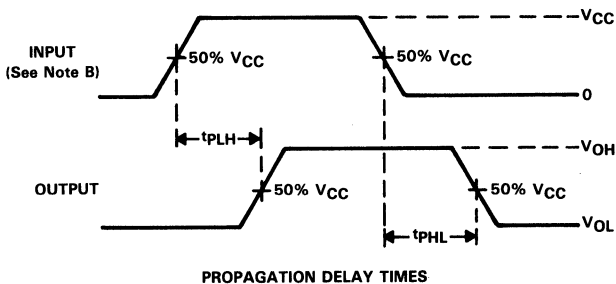 VCC
INPUT
(See Note B)
50% VCC
50% VCC
0
tPLH
VOH
OUTPUT
50% VCC
50% VCC
tPHL
VOL
PROPAGATION DELAY TIMES